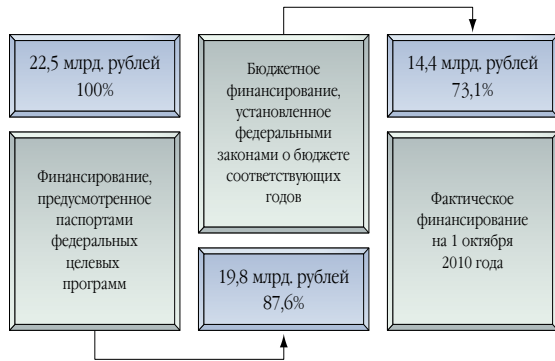 22,5 млрд. рублей
100%
Финансирование,
предусмотренное
паспортами
федеральных
целевых
программ
Бюджетное
финансирование,
установленное
федеральными
законами о бюджете
соответствующих
годов
19,8 млрд. рублей
87,6%
14,4 млрд. рублей
73,1%
Фактическое
финансирование
на 1 октября
2010 года